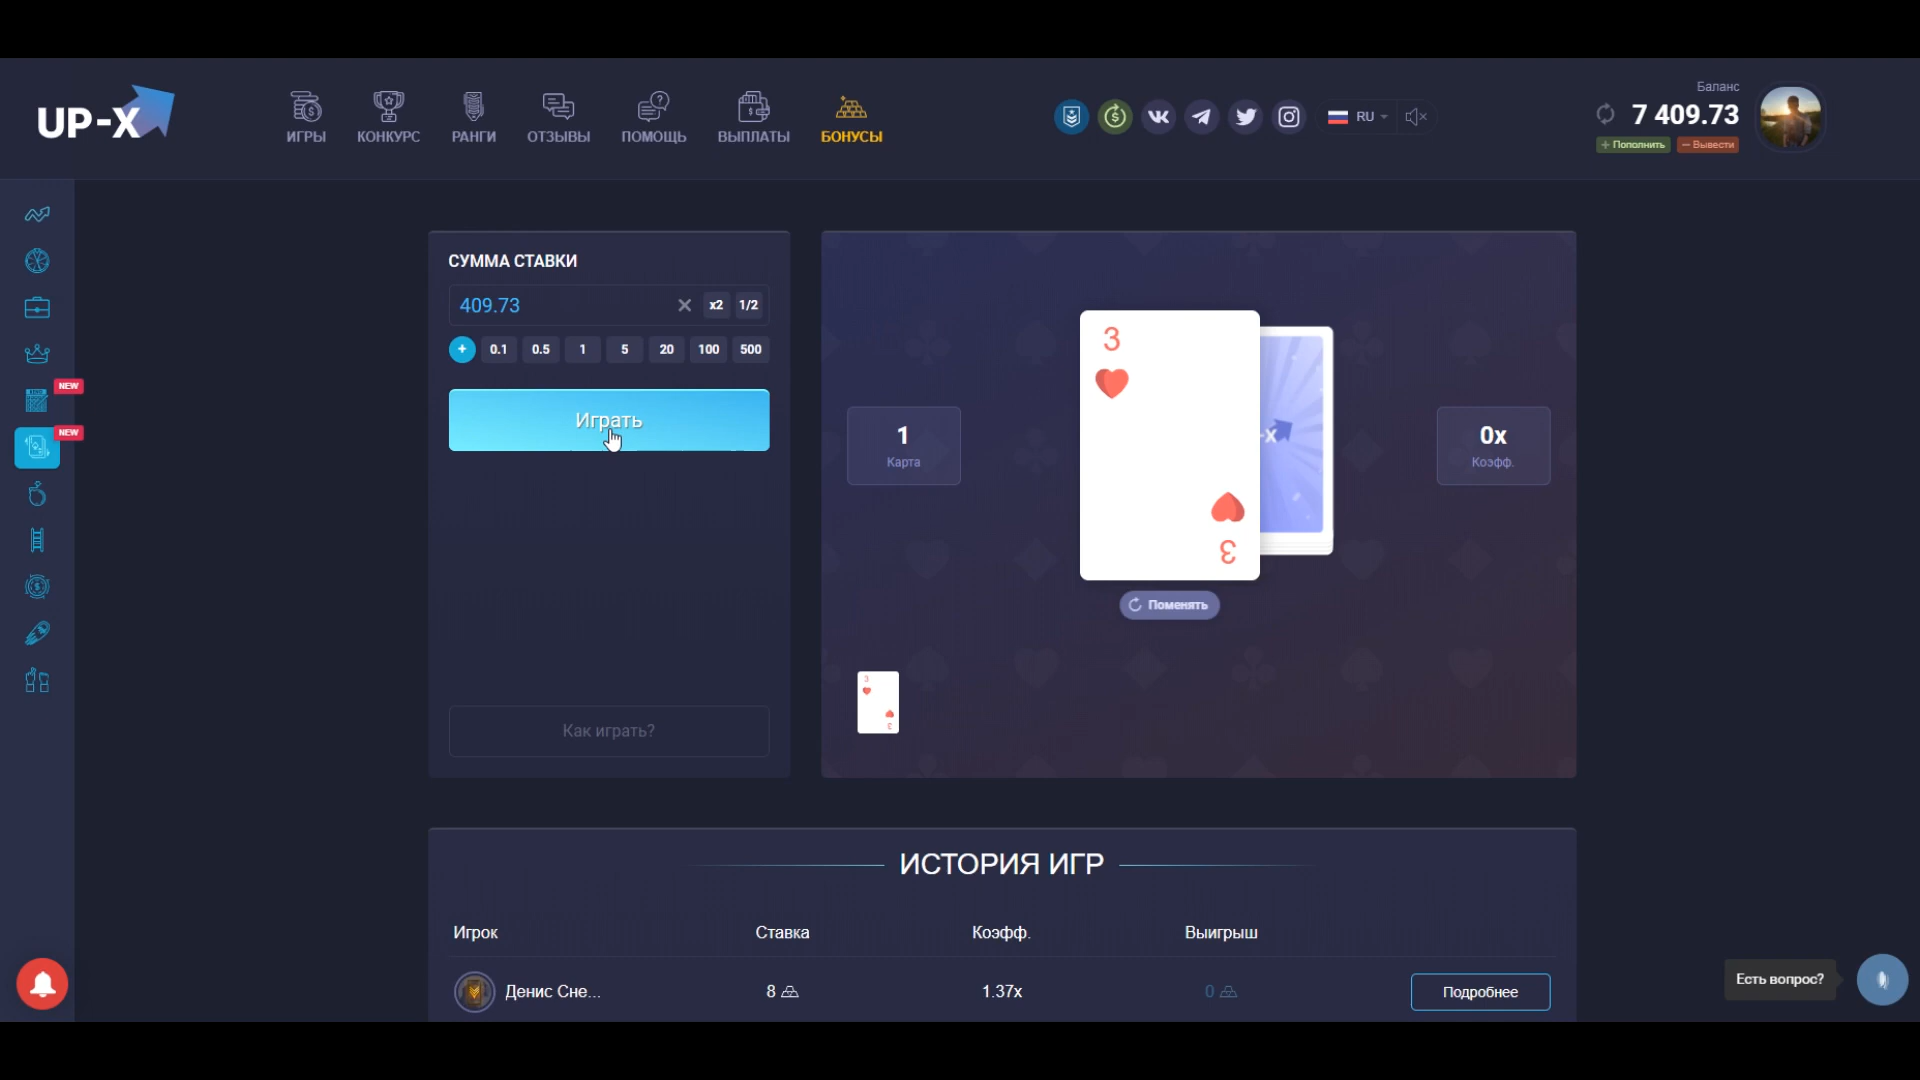 UP-X
ИГРЫ
КОНКУРС
РАНГИ
ОТЗЫВЫ
ПОМОЩЬ
ВЫПЛАТЫ
БОНУСЫ
RU
Баланс
7 409.73
+ Пополнить
− Вывести
NEW
NEW
СУММА СТАВКИ
409.73
x2
1/2
+
0.1
0.5
1
5
20
100
500
Играть
Как играть?
1
Карта
3
3
-X
0x
Коэфф.
Поменять
3
3
ИСТОРИЯ ИГР
Игрок
Ставка
Коэфф.
Выигрыш
Денис Сне...
8
1.37x
0
Подробнее
Есть вопрос?